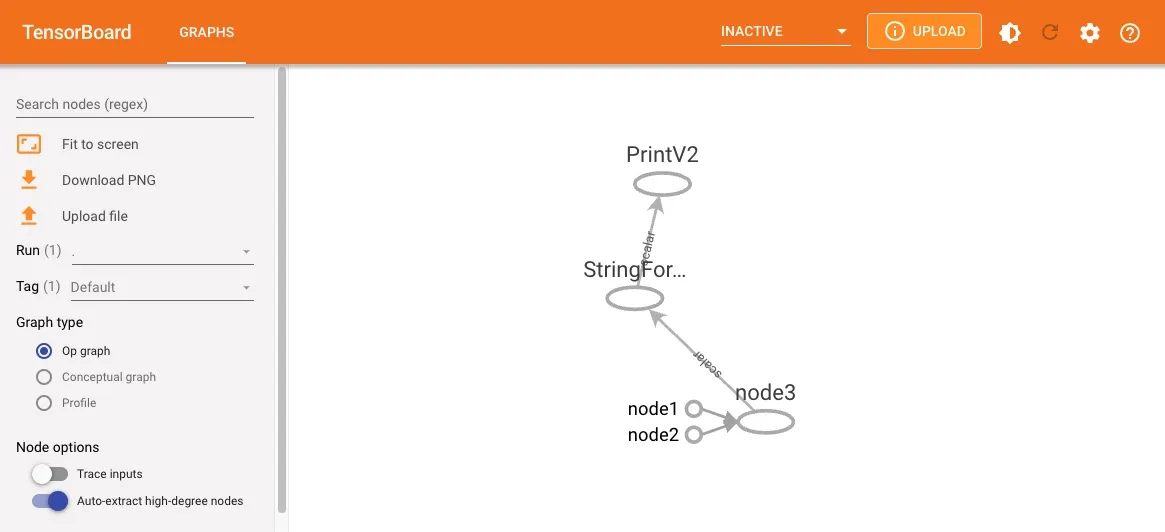 TensorBoard
GRAPHS
INACTIVE
UPLOAD
Search nodes (regex)
Fit to screen
Download PNG
Upload file
Run (1) .
Tag (1) Default
Graph type
Op graph
Conceptual graph
Profile
Node options
Trace inputs
Auto-extract high-degree nodes
PrintV2
scalar
StringFor...
scalar
node3
node1
node2